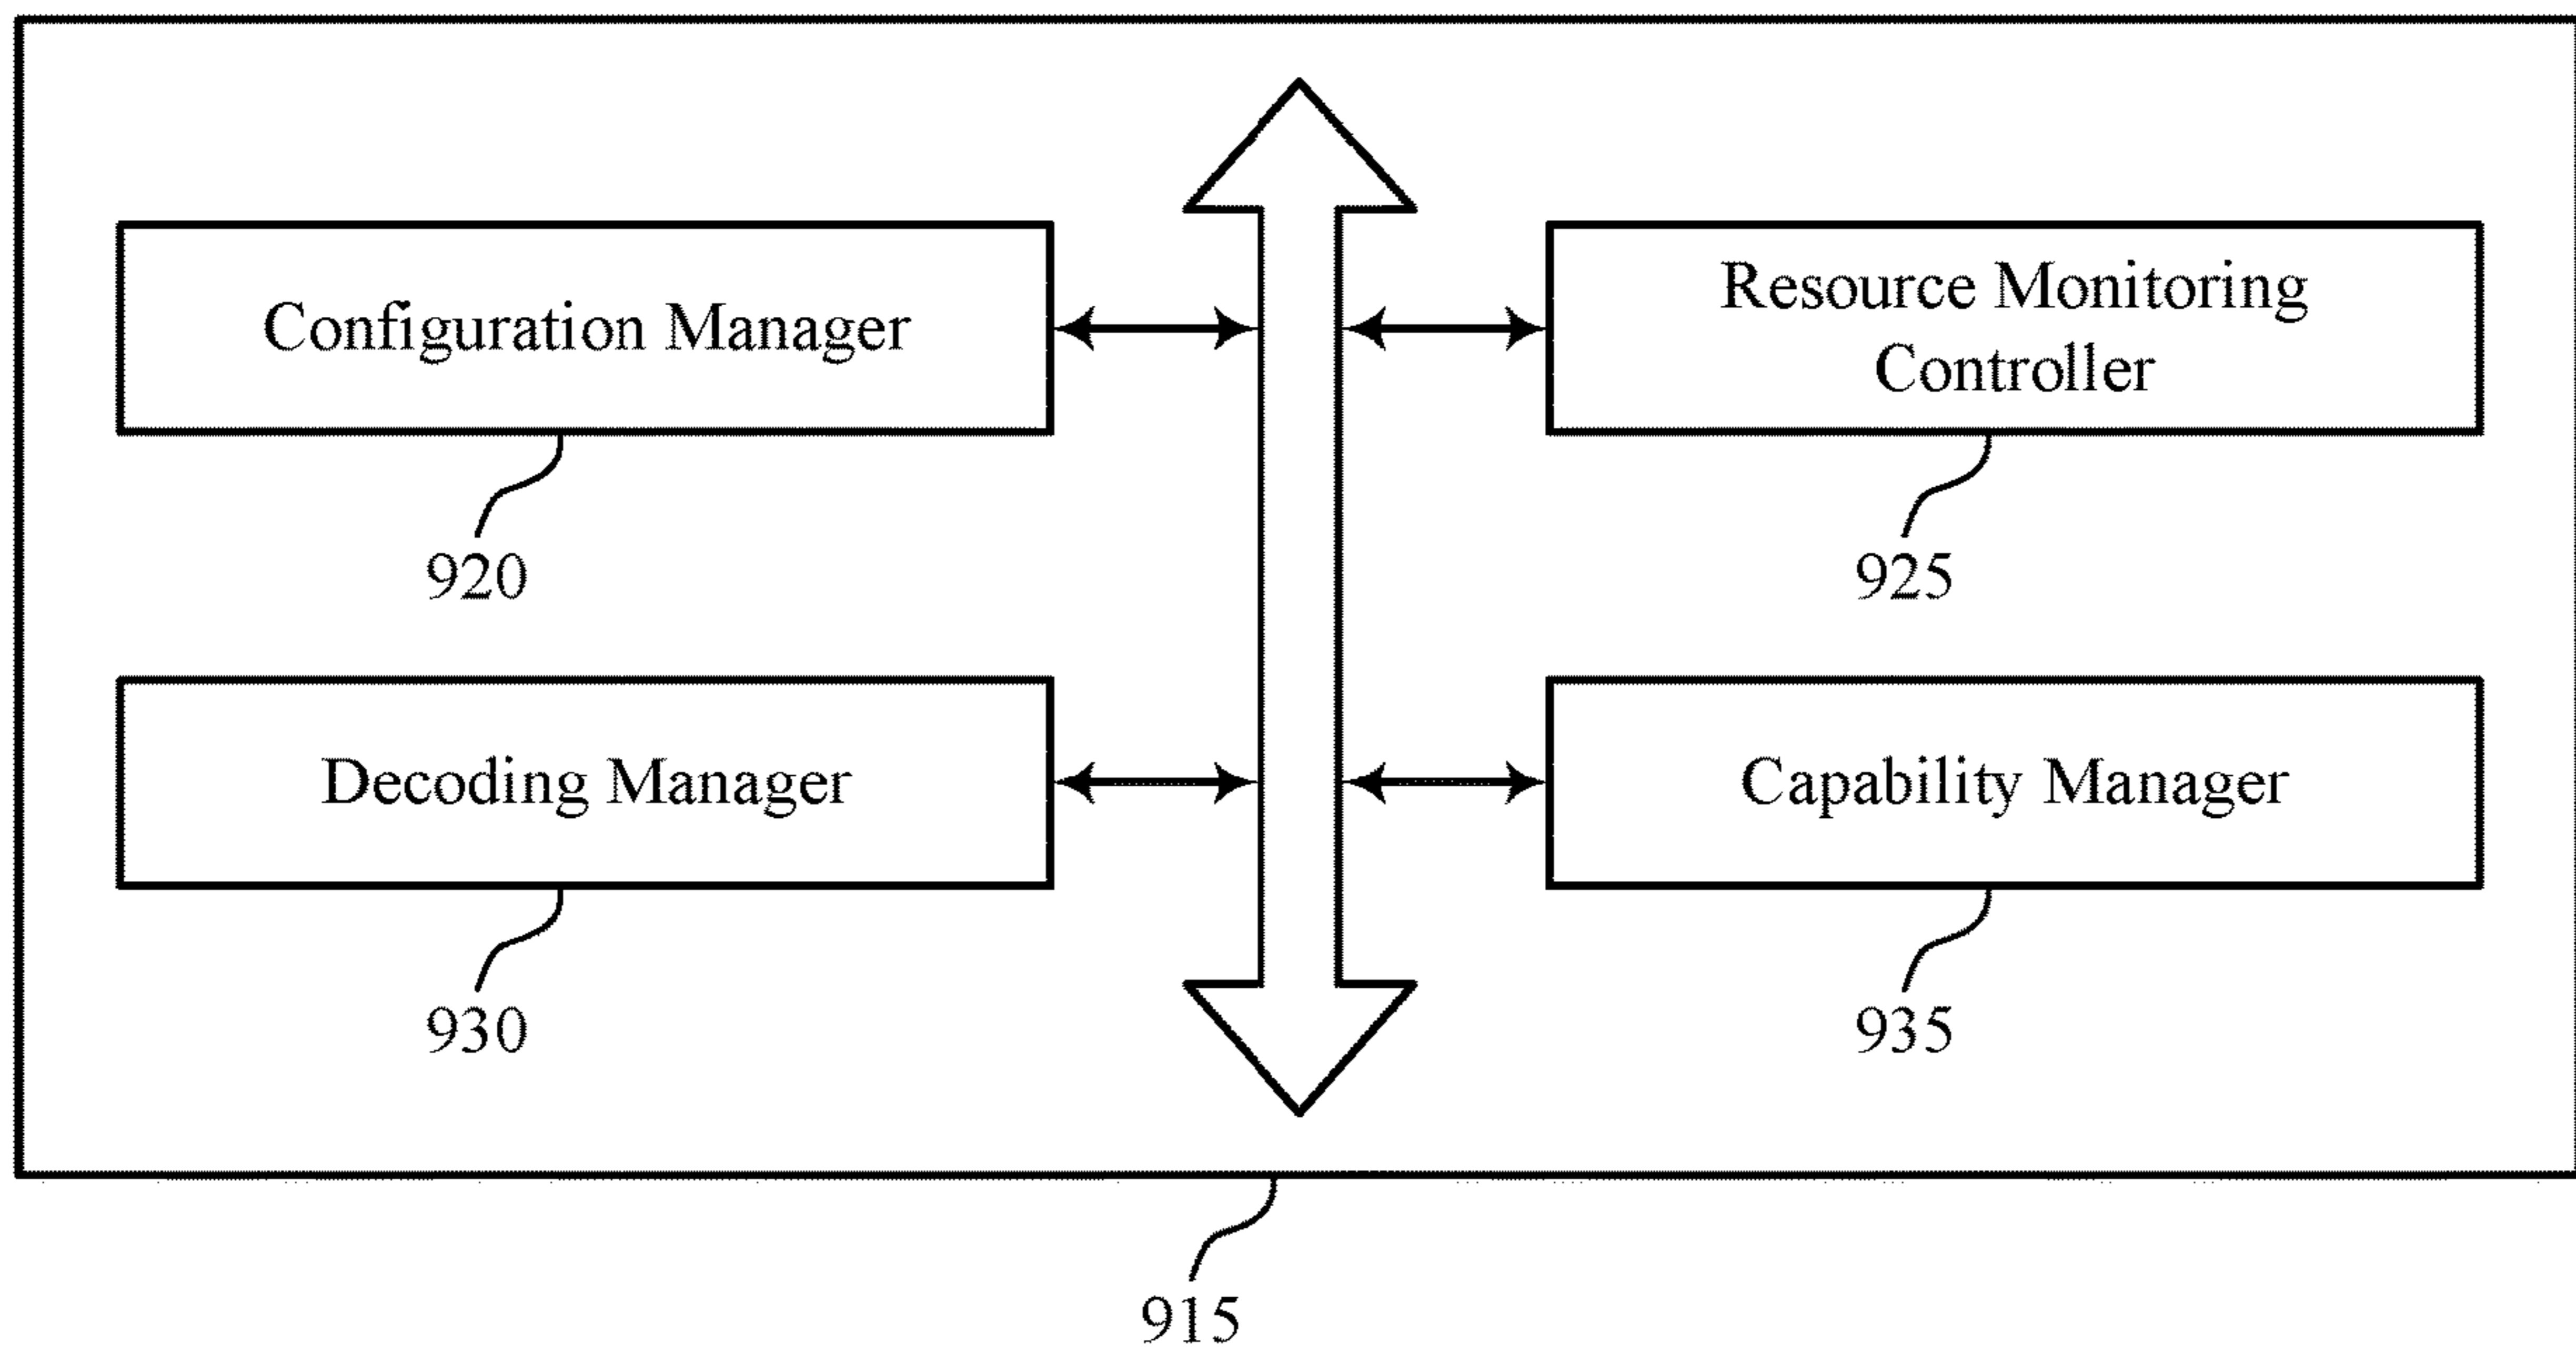 Configuration Manager
Resource Monitoring
Controller
920
925
Decoding Manager
Capability Manager
930
935
915